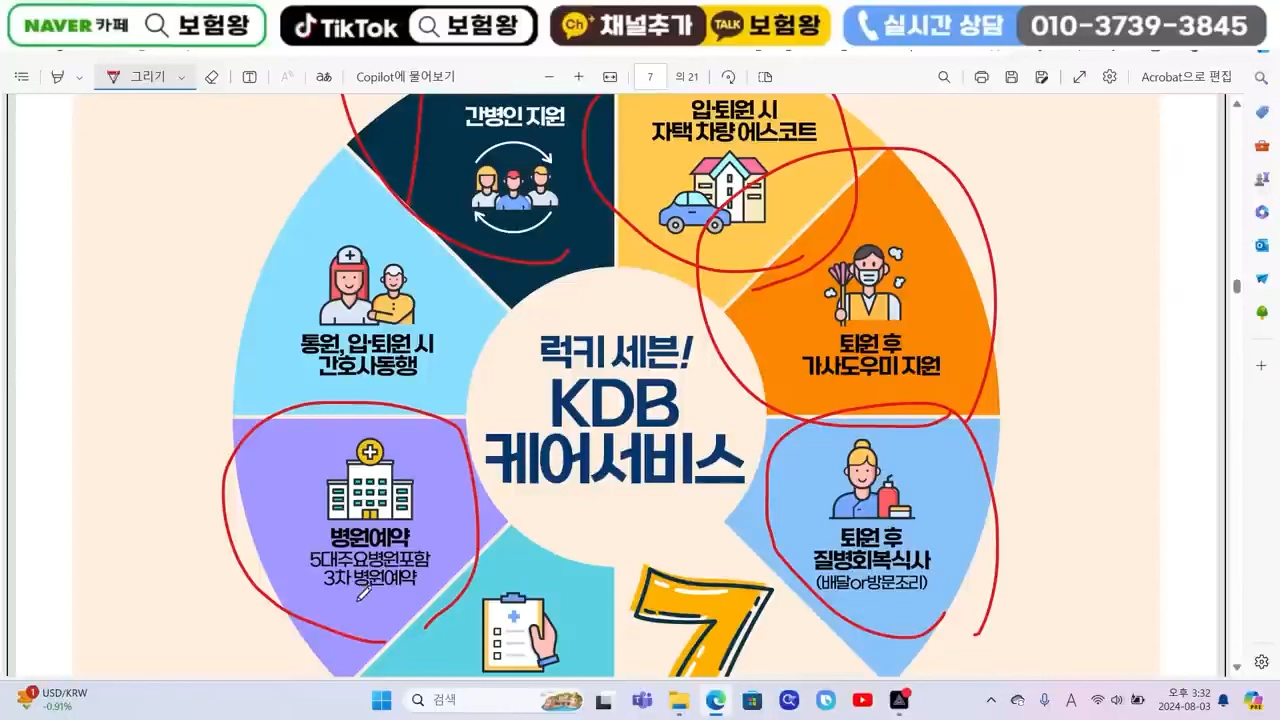 NAVER 카페 보험왕
TikTok 보험왕
Ch+ 채널추가 TALK 보험왕
실시간 상담 010-3739-3845
그리기
Copilot에 물어보기
7 의 21
Acrobat으로 편집
간병인 지원
입·퇴원 시
자택 차량 에스코트
통원, 입·퇴원 시
간호사동행
퇴원 후
가사도우미 지원
럭키 세븐!
KDB
케어서비스
병원예약
5대주요병원포함
3차 병원예약
퇴원 후
질병회복식사
(배달or방문조리)
7
1
USD/KRW
-0.91%
검색
A
오후 3:32
2024-08-03